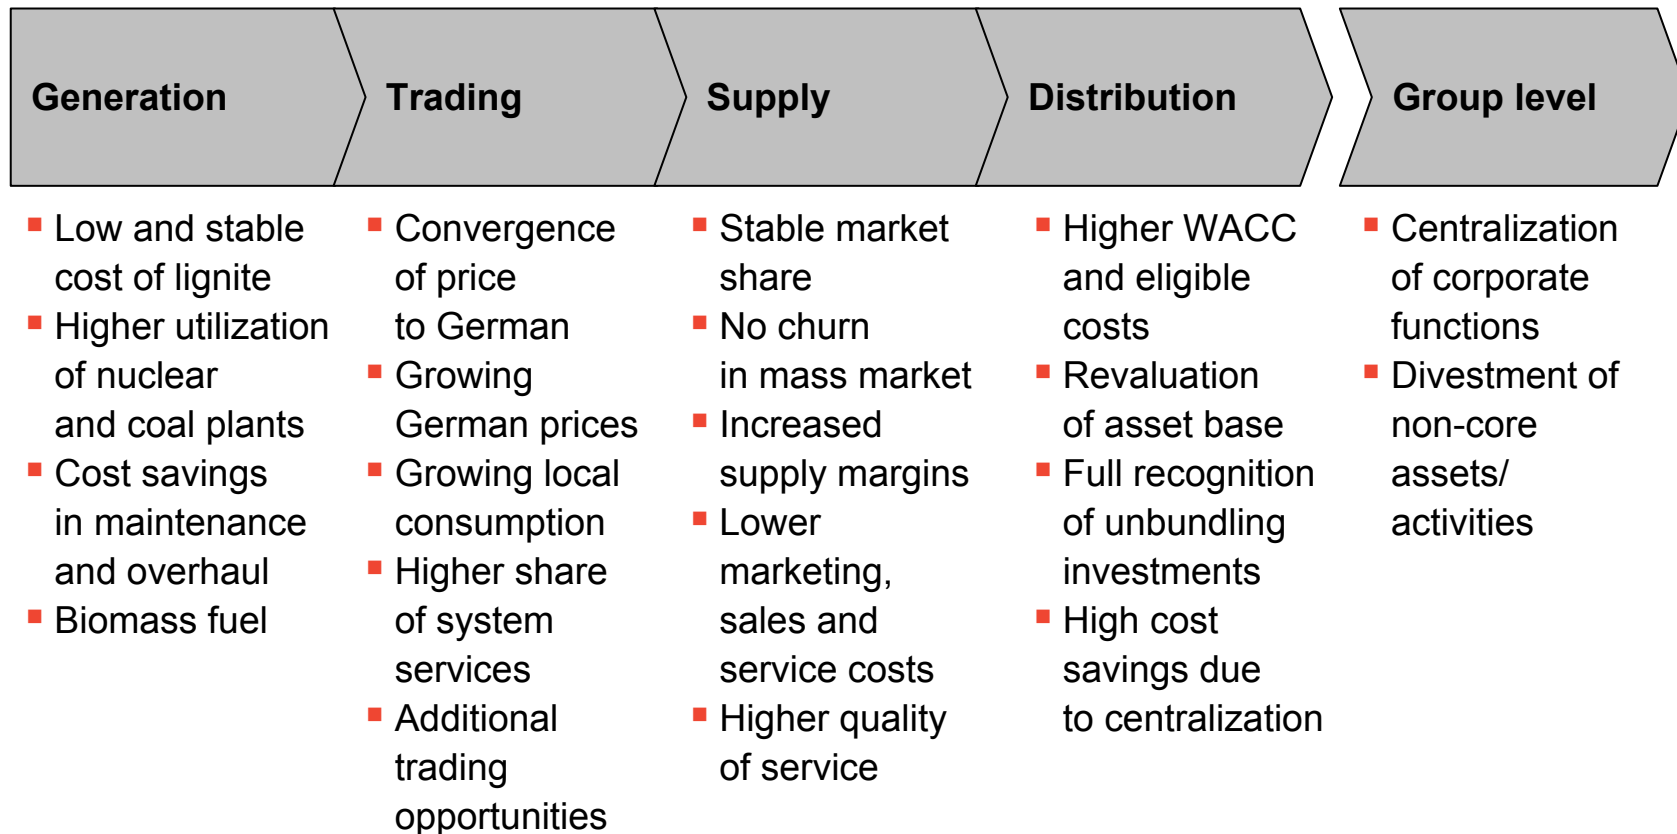 Generation
Trading
Supply
Distribution
Group level
Low and stable
cost of lignite
Higher utilization
of nuclear
and coal plants
Cost savings
in maintenance
and overhaul
Biomass fuel
Convergence
of price
to German
Growing
German prices
Growing local
consumption
Higher share
of system
services
Additional
trading
opportunities
Stable market
share
No churn
in mass market
Increased
supply margins
Lower
marketing,
sales and
service costs
Higher quality
of service
Higher WACC
and eligible
costs
Revaluation
of asset base
Full recognition
of unbundling
investments
High cost
savings due
to centralization
Centralization
of corporate
functions
Divestment of
non-core
assets/
activities